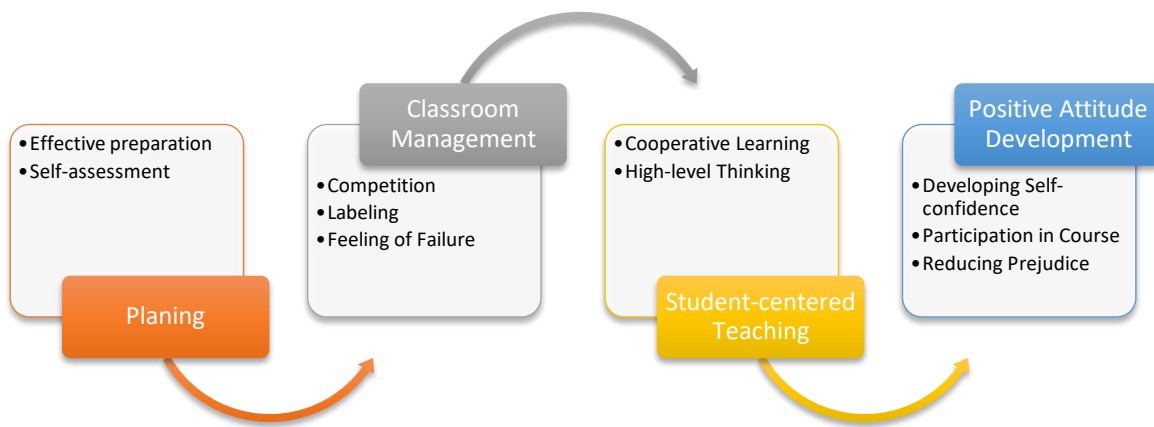 •Effective preparation
•Self-assessment
Planing
Classroom
Management
•Competition
•Labeling
•Feeling of Failure
•Cooperative Learning
•High-level Thinking
Student-centered
Teaching
Positive Attitude
Development
•Developing Self-
confidence
•Participation in Course
•Reducing Prejudice